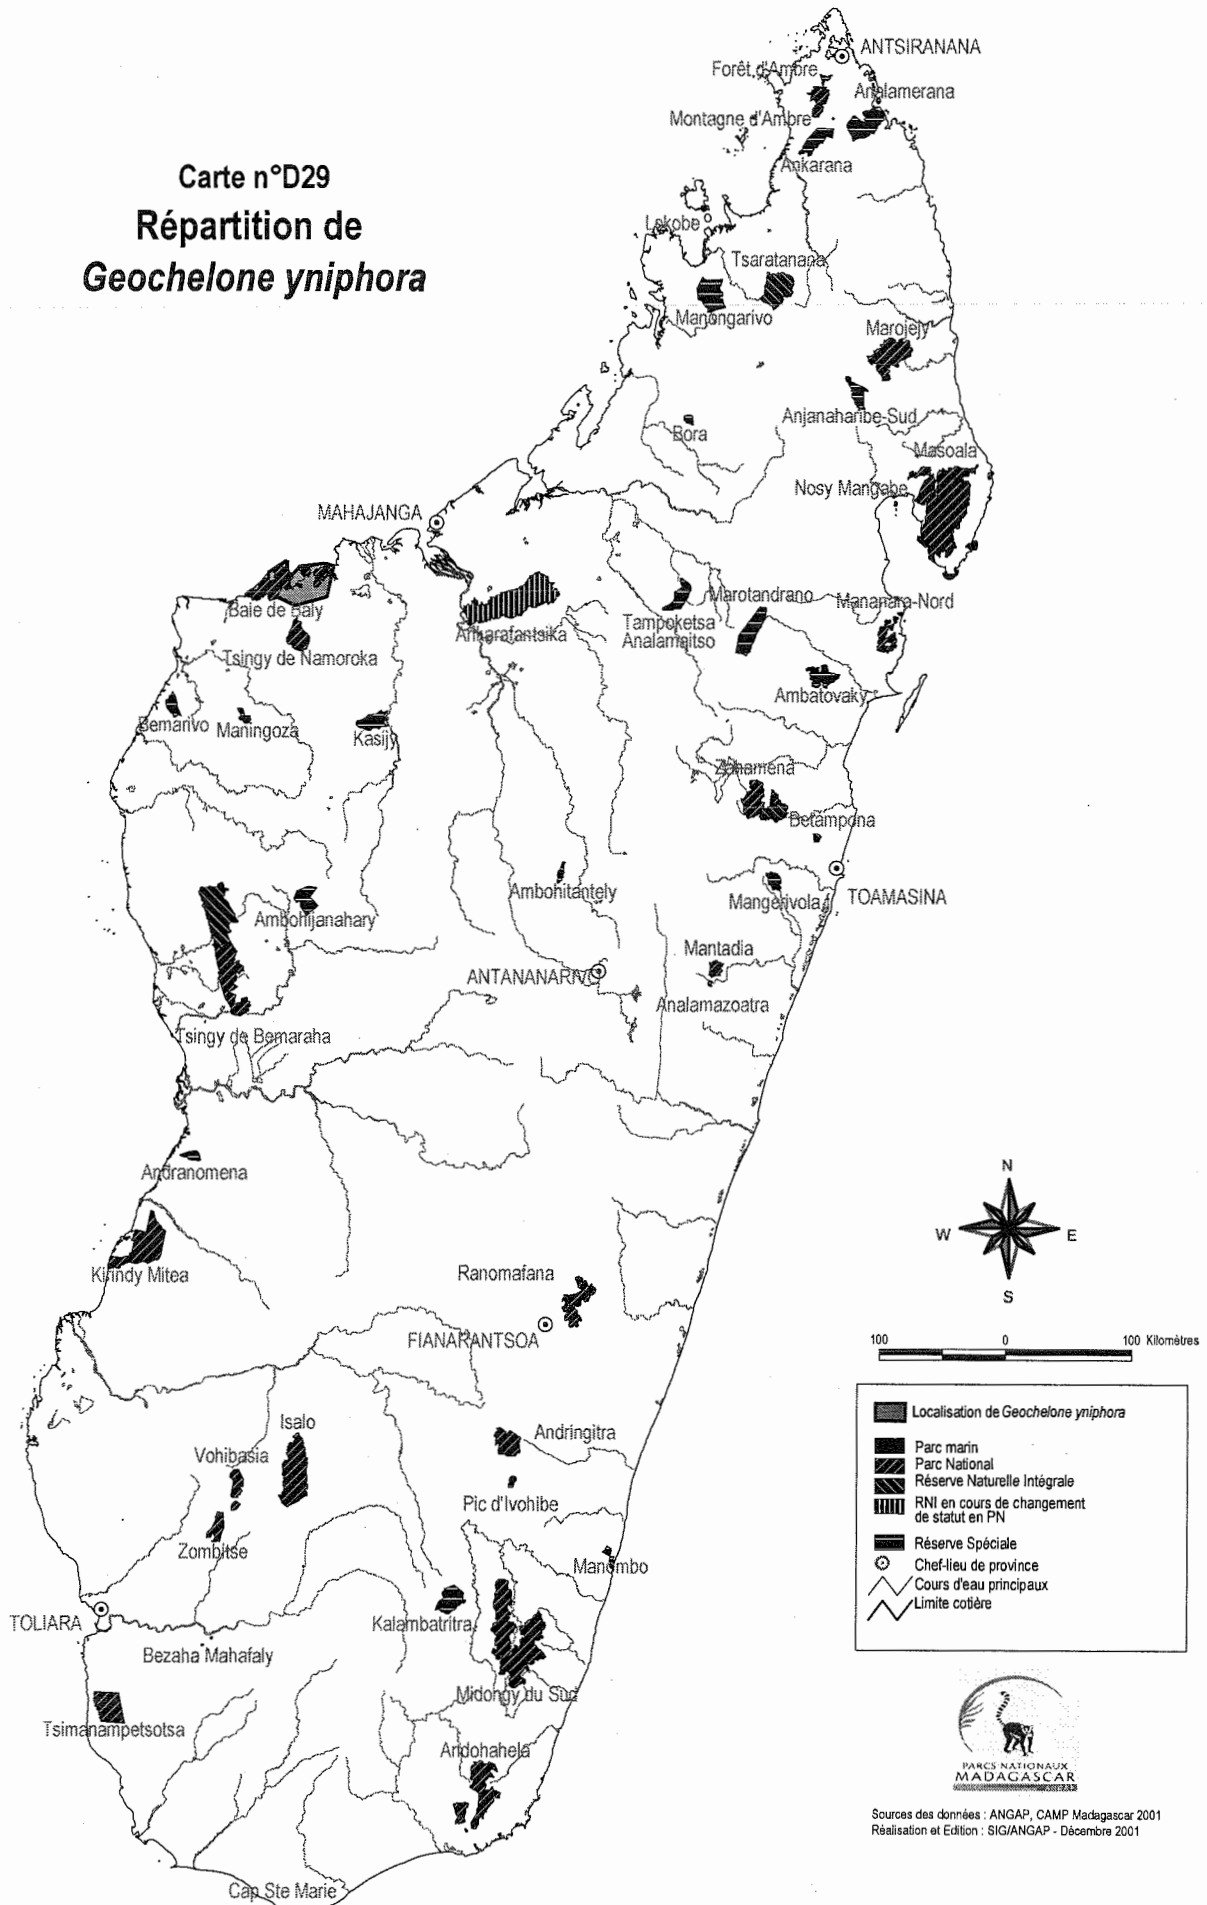 Carte n°D29
Répartition de
Geochelone yniphora
ANTSIRANANA
Forêt d'Ambre
Analamerana
Montagne d'Ambre
Ankarana
Lokobe
Tsaratanana
Manongarivo
Marojejy
Anjanaharibe-Sud
Bora
Masoala
Nosy Mangabe
MAHAJANGA
Baie de Baly
Ankarafantsika
Tampoketsa
Analamaitso
Marotandrano
Mananara-Nord
Tsingy de Namoroka
Ambatovaky
Bemarivo
Maningoza
Kasijy
Zahamena
Betampona
Ambohitantely
Mangerivola
TOAMASINA
Ambohijanahary
Mantadia
ANTANANARIVO
Analamazoatra
Tsingy de Bemaraha
Andranomena
N
W
E
S
Kirindy Mitea
Ranomafana
FIANARANTSOA
100
0
100 Kilomètres
Localisation de Geochelone yniphora
Parc marin
Parc National
Réserve Naturelle Intégrale
RNI en cours de changement
de statut en PN
Réserve Spéciale
Chef-lieu de province
Cours d'eau principaux
Limite cotière
Isalo
Andringitra
Vohibasia
Pic d'Ivohibe
Zombitse
Manombo
TOLIARA
Kalambatritra
Bezaha Mahafaly
Midongy du Sud
Tsimanampetsotsa
Andohahela
Cap Ste Marie
PARCS NATIONAUX
MADAGASCAR
Sources des données : ANGAP, CAMP Madagascar 2001
Réalisation et Edition : SIG/ANGAP - Décembre 2001